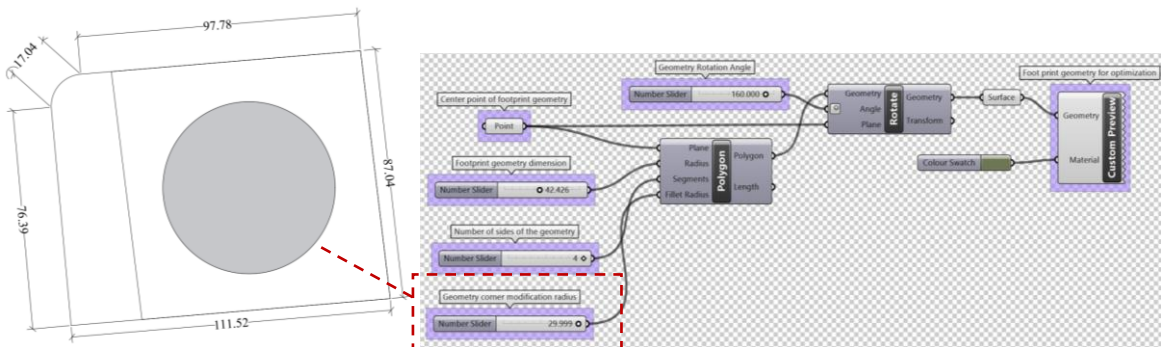 97.78
17.04
76.39
87.04
111.52
Geometry Rotation Angle
Number Slider 160.000
Center point of footprint geometry
Point
Footprint geometry dimension
Number Slider 42.426
Number of sides of the geometry
Number Slider 4
Geometry corner modification radius
Number Slider 29.999
Plane
Radius
Segments
Fillet Radius
Polygon
Polygon
Length
Geometry
Angle
Plane
Rotate
Geometry
Transform
Surface
Colour Swatch
Foot print geometry for optimization
Geometry
Material
Custom Preview